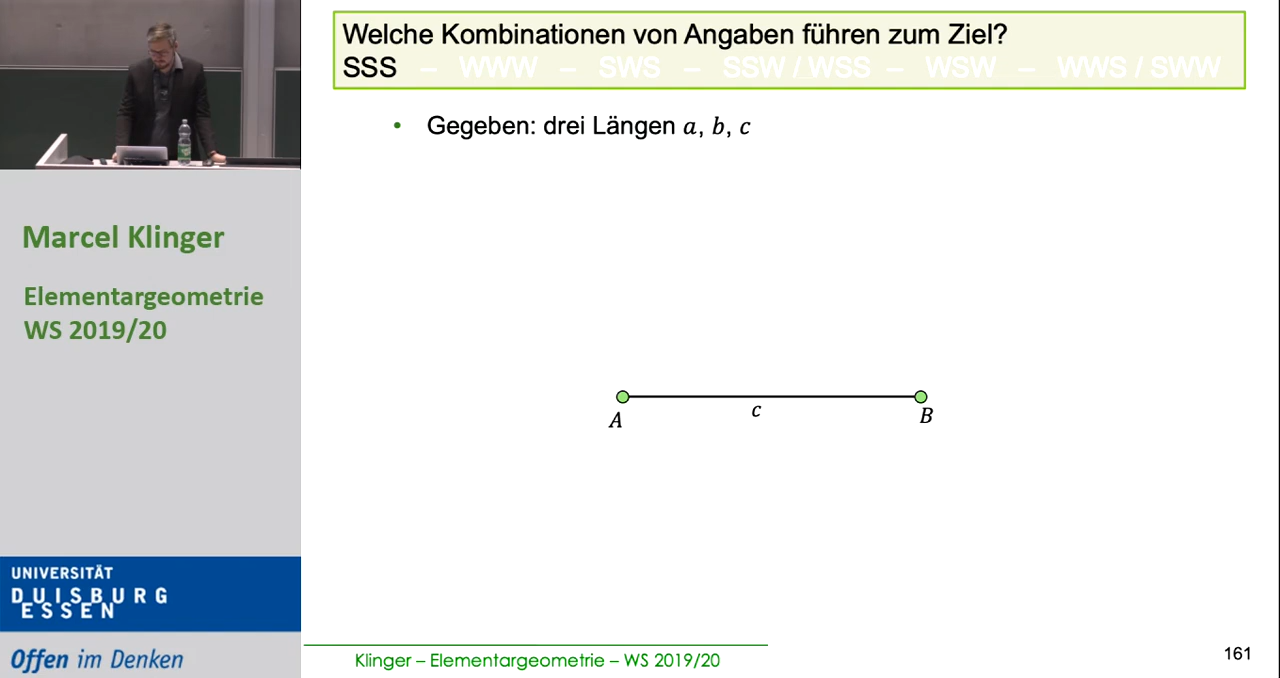 Welche Kombinationen von Angaben führen zum Ziel?
SSS – WWW – SWS – SSW / WSS – WSW – WWS / SWW
• Gegeben: drei Längen a, b, c
Marcel Klinger
Elementargeometrie
WS 2019/20
c
A
B
UNIVERSITÄT
DUISBURG
ESSEN
Offen im Denken
Klinger – Elementargeometrie – WS 2019/20
161